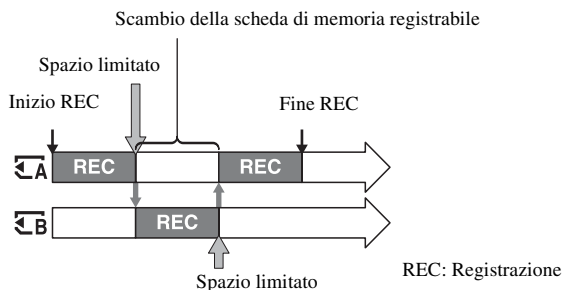 Scambio della scheda di memoria registrabile
Spazio limitato
Inizio REC
Fine REC
A REC REC
B REC
Spazio limitato
REC: Registrazione